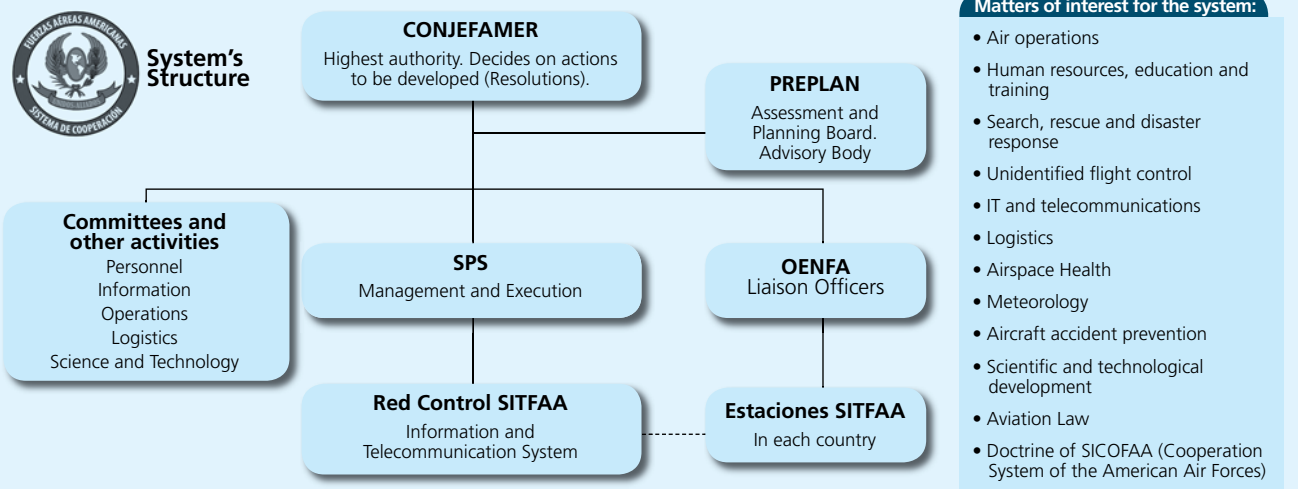 FUERZAS AÉREAS AMERICANAS
UNIDOS ALIADOS
SISTEMA DE COOPERACIÓN
System's
Structure
CONJEFAMER
Highest authority. Decides on actions
to be developed (Resolutions).
PREPLAN
Assessment and
Planning Board.
Advisory Body
Committees and
other activities
Personnel
Information
Operations
Logistics
Science and Technology
SPS
Management and Execution
OENFA
Liaison Officers
Red Control SITFAA
Information and
Telecommunication System
Estaciones SITFAA
In each country
Matters of interest for the system:
• Air operations
• Human resources, education and
training
• Search, rescue and disaster
response
• Unidentified flight control
• IT and telecommunications
• Logistics
• Airspace Health
• Meteorology
• Aircraft accident prevention
• Scientific and technological
development
• Aviation Law
• Doctrine of SICOFAA (Cooperation
System of the American Air Forces)